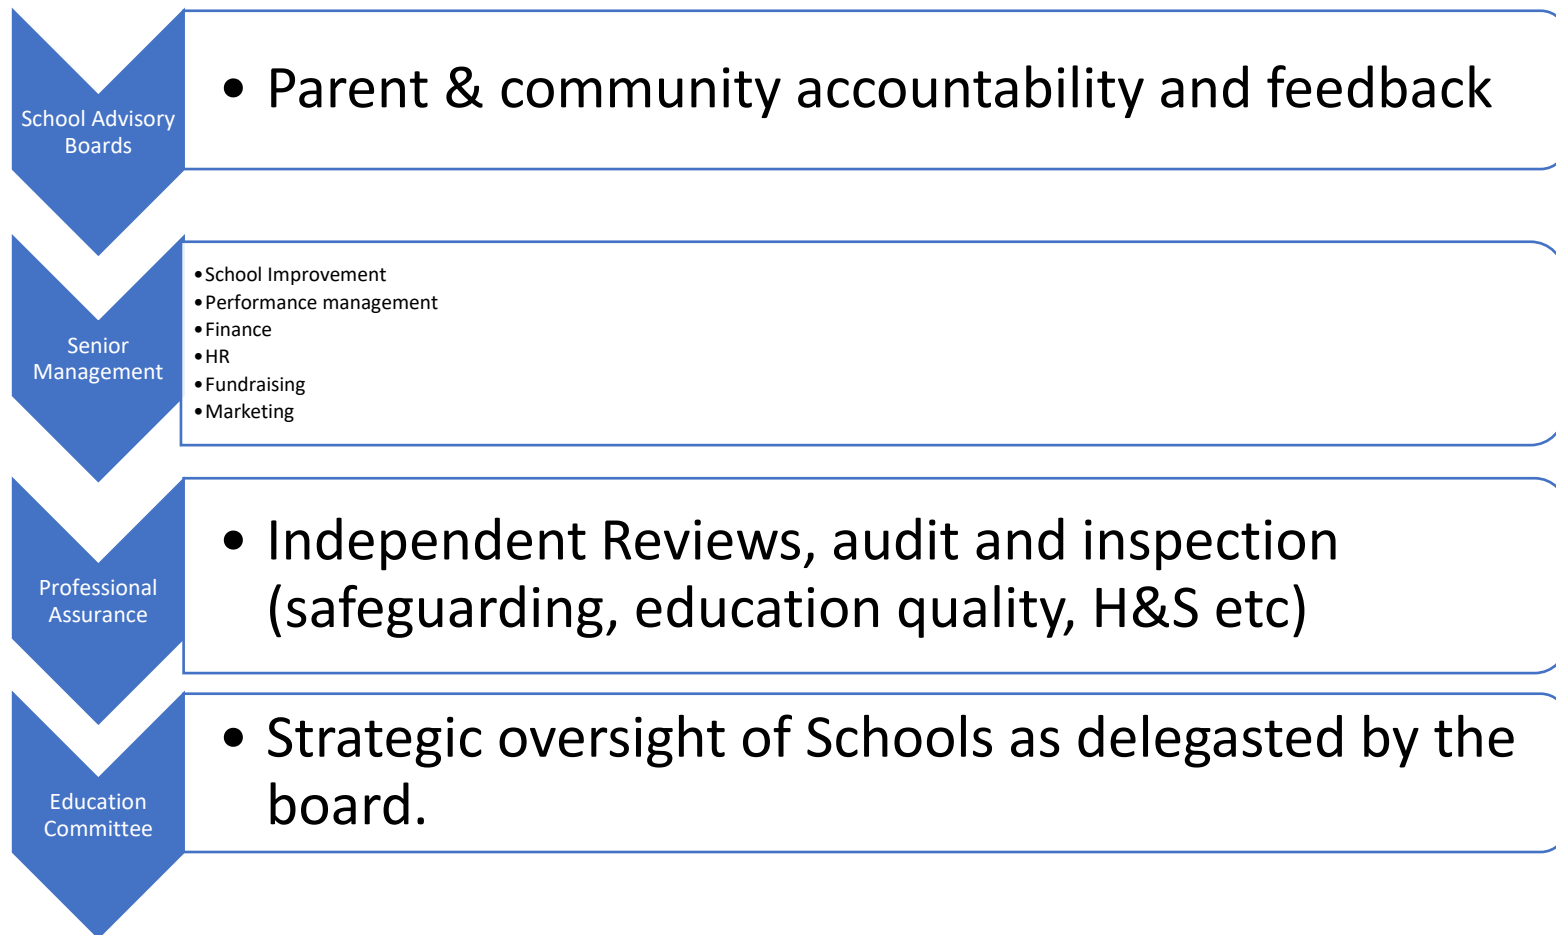 School Advisory
Boards
• Parent & community accountability and feedback
Senior
Management
•School Improvement
•Performance management
•Finance
•HR
•Fundraising
•Marketing
Professional
Assurance
• Independent Reviews, audit and inspection
(safeguarding, education quality, H&S etc)
Education
Committee
• Strategic oversight of Schools as delegasted by the
board.